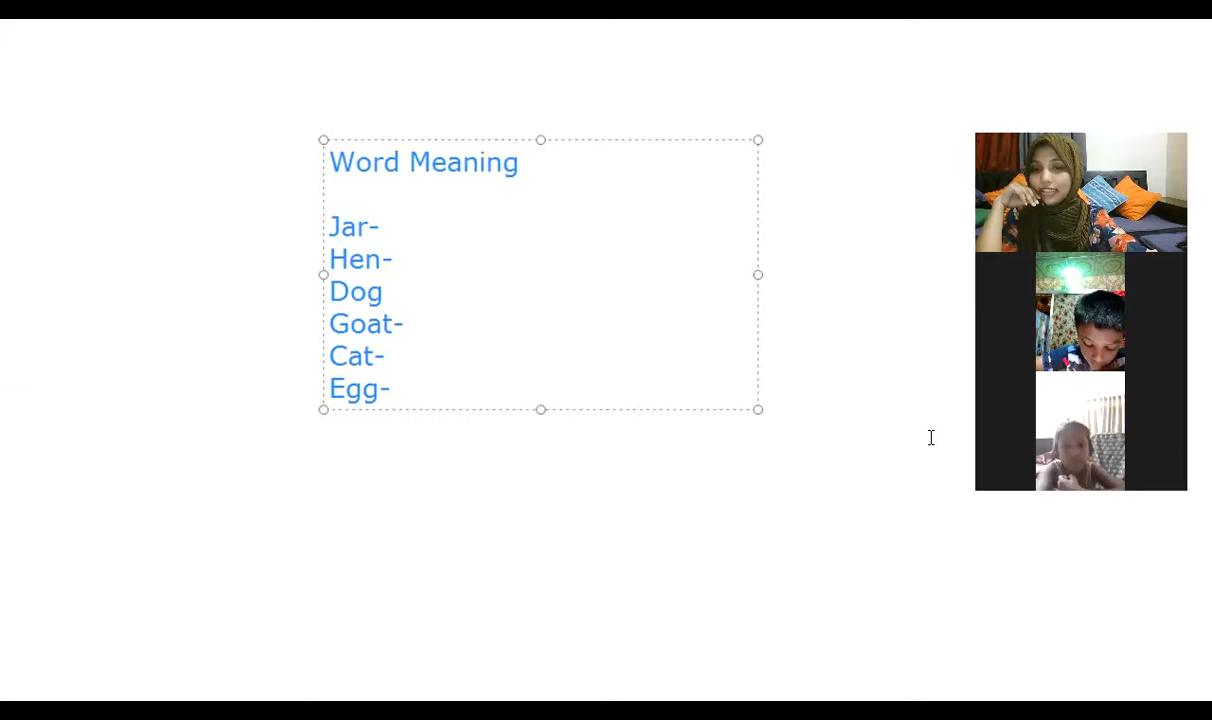 Word Meaning
Jar-
Hen-
Dog
Goat-
Cat-
Egg-